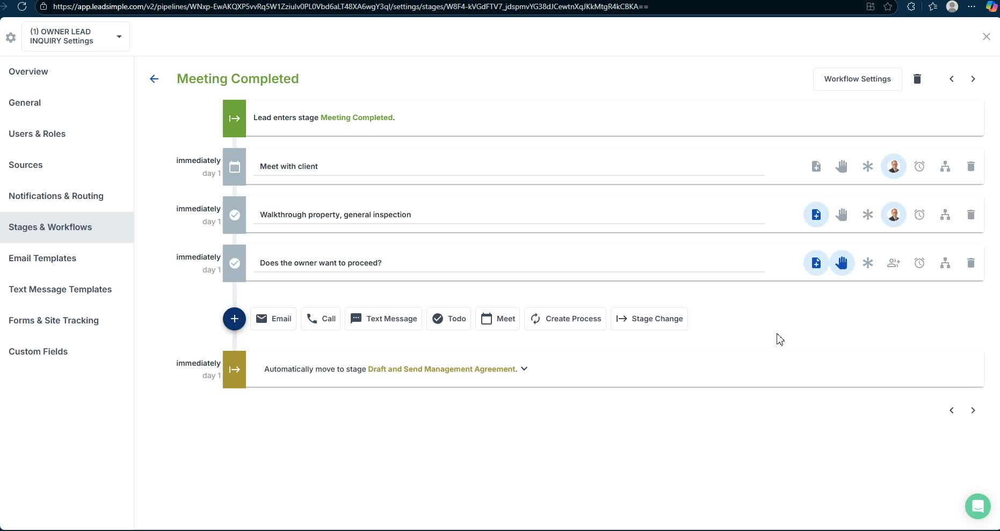 https://app.leadsimple.com/v2/pipelines/WNxp-EwAKQXP5vvRq5W1Zziulv0PL0Vbd6aLT48XA6wgY3ql/settings/stages/W8F4-kVGdFTV7_jdspmvYG38dJCewtnXqJKkMtgR4kCBKA==
(1) OWNER LEAD
INQUIRY Settings
Overview
General
Users & Roles
Sources
Notifications & Routing
Stages & Workflows
Email Templates
Text Message Templates
Forms & Site Tracking
Custom Fields
Meeting Completed
Workflow Settings
Lead enters stage Meeting Completed.
immediately
day 1
Meet with client
immediately
day 1
Walkthrough property, general inspection
immediately
day 1
Does the owner want to proceed?
Email
Call
Text Message
Todo
Meet
Create Process
Stage Change
immediately
day 1
Automatically move to stage Draft and Send Management Agreement.